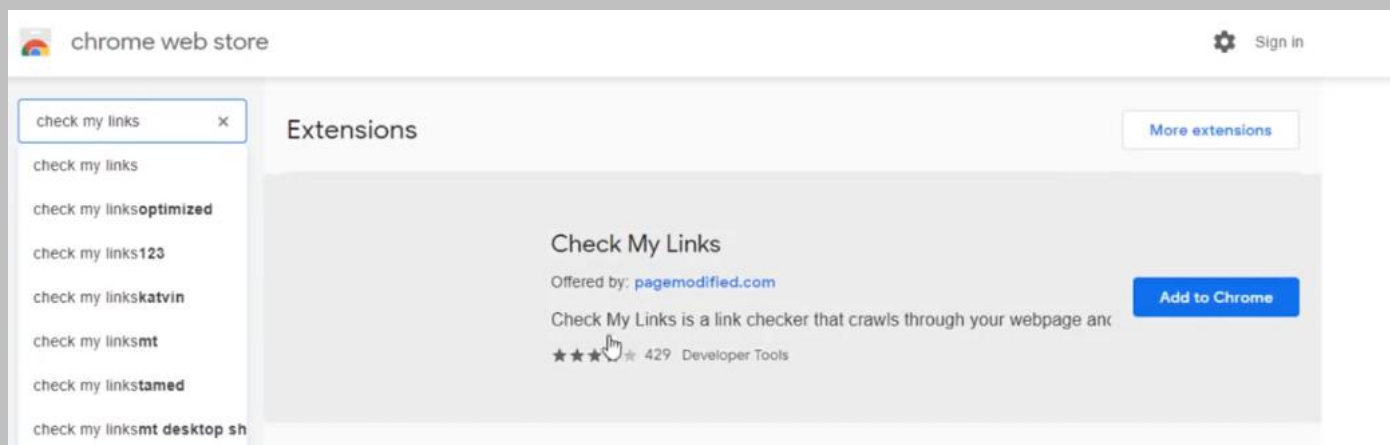 chrome web store
Sign in
check my links
check my links
check my linksoptimized
check my links123
check my linkskatvin
check my linksmt
check my linkstamed
check my linksmt desktop sh
Extensions
More extensions
Check My Links
Offered by: pagemodified.com
Check My Links is a link checker that crawls through your webpage and
429 Developer Tools
Add to Chrome